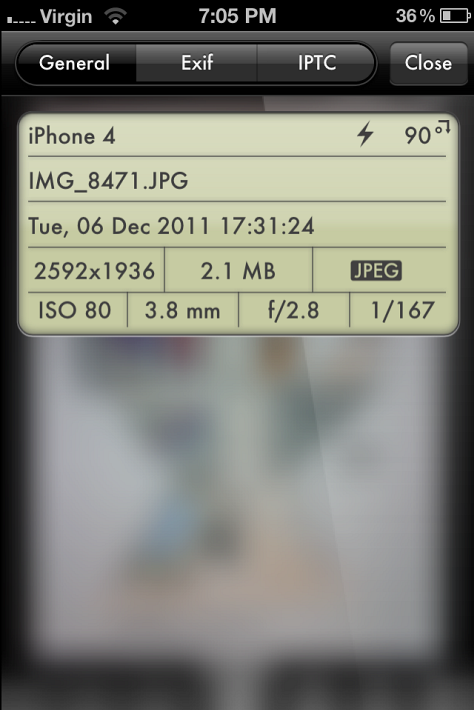 Virgin 7:05 PM 36%
General Exif IPTC Close
iPhone 4 90°
IMG_8471.JPG
Tue, 06 Dec 2011 17:31:24
2592x1936 2.1 MB JPEG
ISO 80 3.8 mm f/2.8 1/167